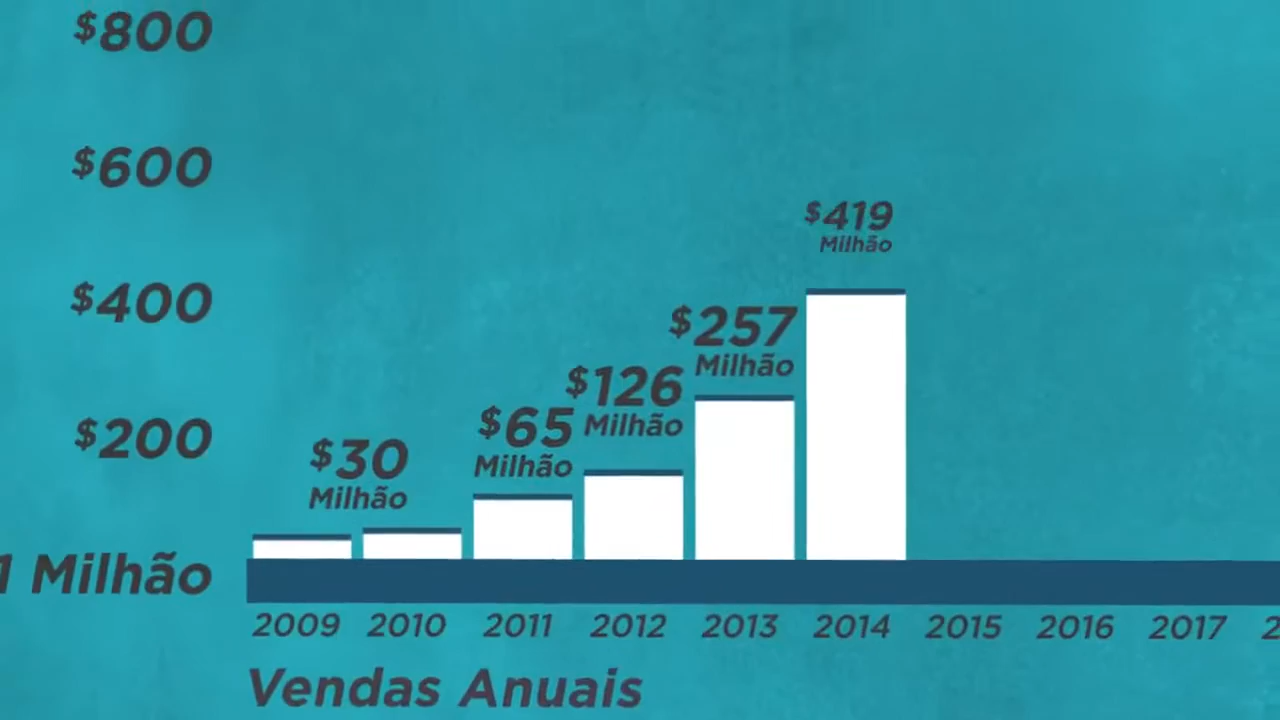 $800
$600
$400
$200
1 Milhão
$30
Milhão
$65
Milhão
$126
Milhão
$257
Milhão
$419
Milhão
2009 2010 2011 2012 2013 2014 2015 2016 2017
Vendas Anuais